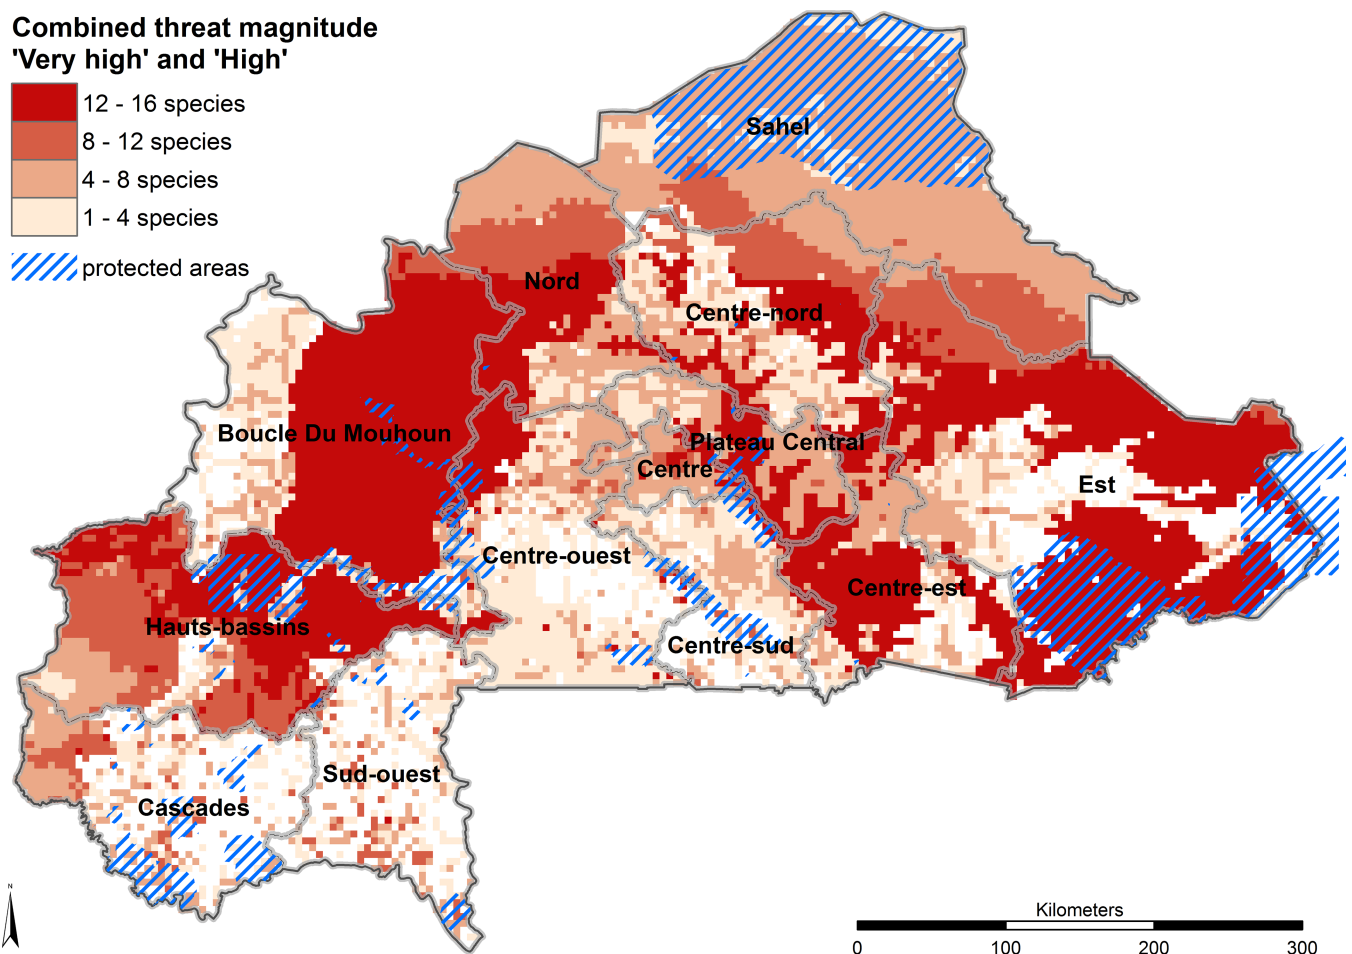 Combined threat magnitude
'Very high' and 'High'
12 - 16 species
8 - 12 species
4 - 8 species
1 - 4 species
protected areas
Sahel
Nord
Centre-nord
Boucle Du Mouhoun
Plateau Central
Centre
Est
Centre-ouest
Centre-est
Hauts-bassins
Centre-sud
Sud-ouest
Cascades
N
Kilometers
0 100 200 300